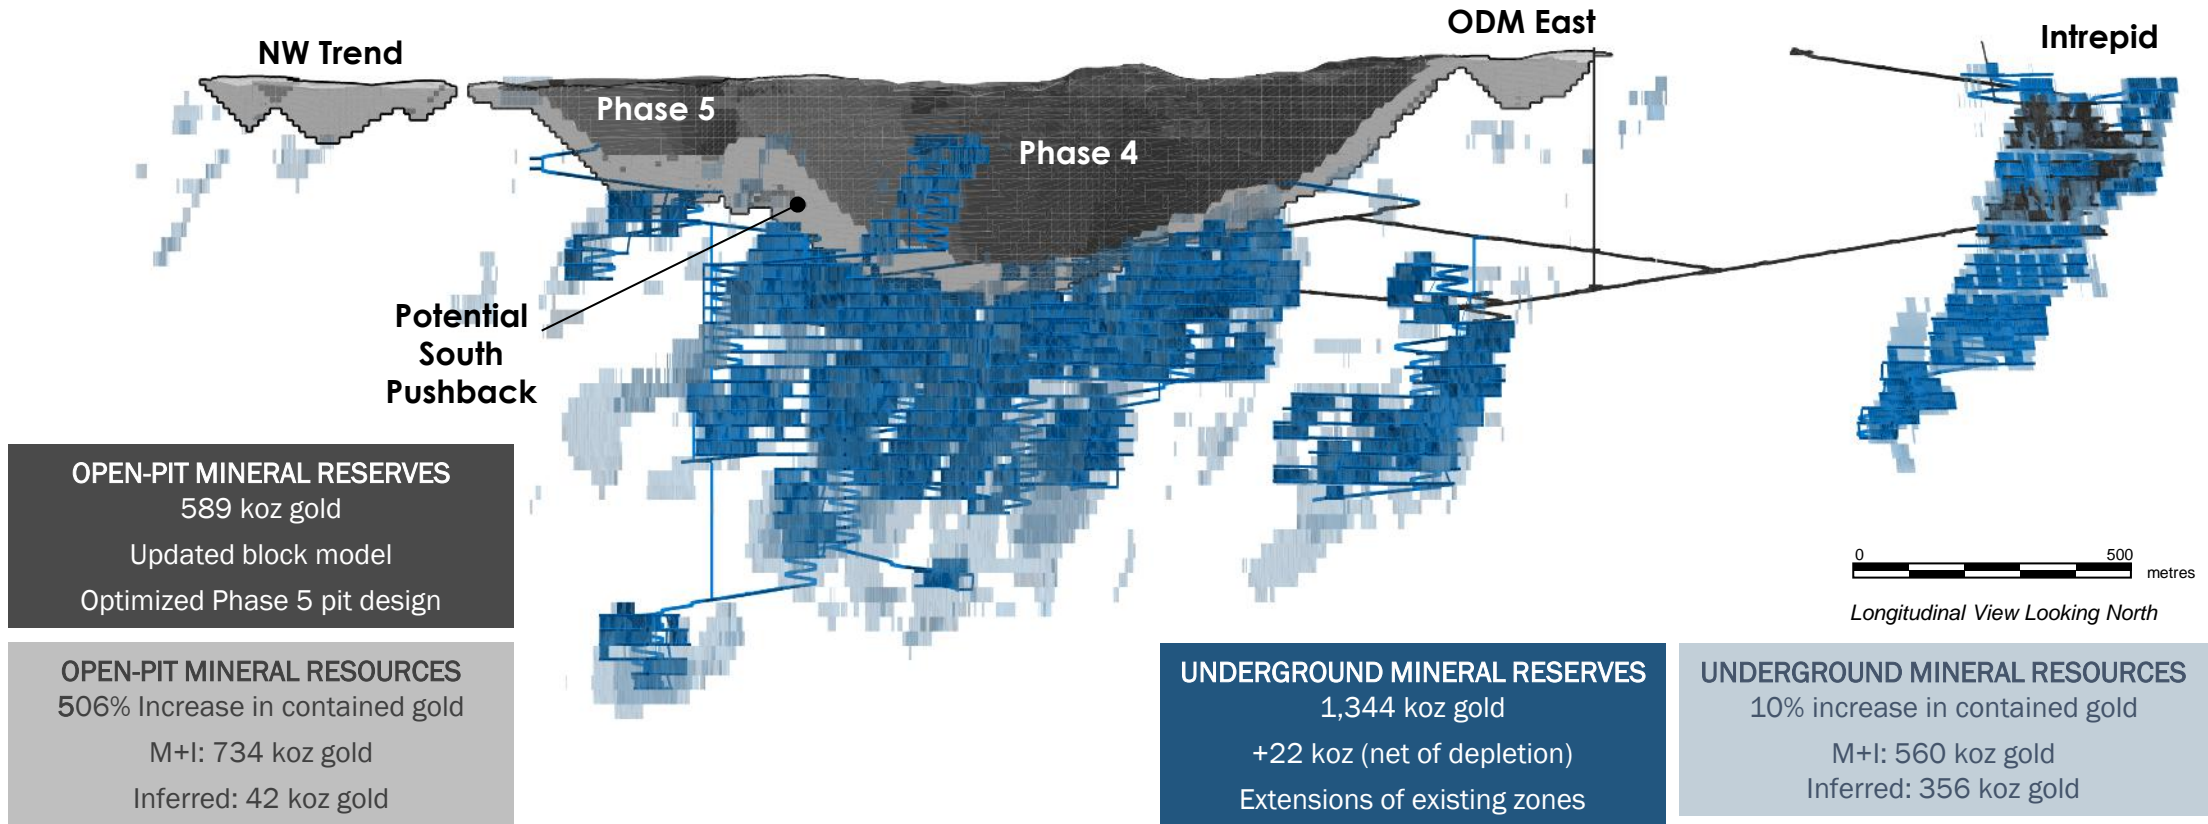 NW Trend
ODM East
Intrepid
Phase 5
Phase 4
Potential
South
Pushback
OPEN-PIT MINERAL RESERVES
589 koz gold
Updated block model
Optimized Phase 5 pit design
OPEN-PIT MINERAL RESOURCES
506% Increase in contained gold
M+I: 734 koz gold
Inferred: 42 koz gold
0 500
metres
Longitudinal View Looking North
UNDERGROUND MINERAL RESERVES
1,344 koz gold
+22 koz (net of depletion)
Extensions of existing zones
UNDERGROUND MINERAL RESOURCES
10% increase in contained gold
M+I: 560 koz gold
Inferred: 356 koz gold